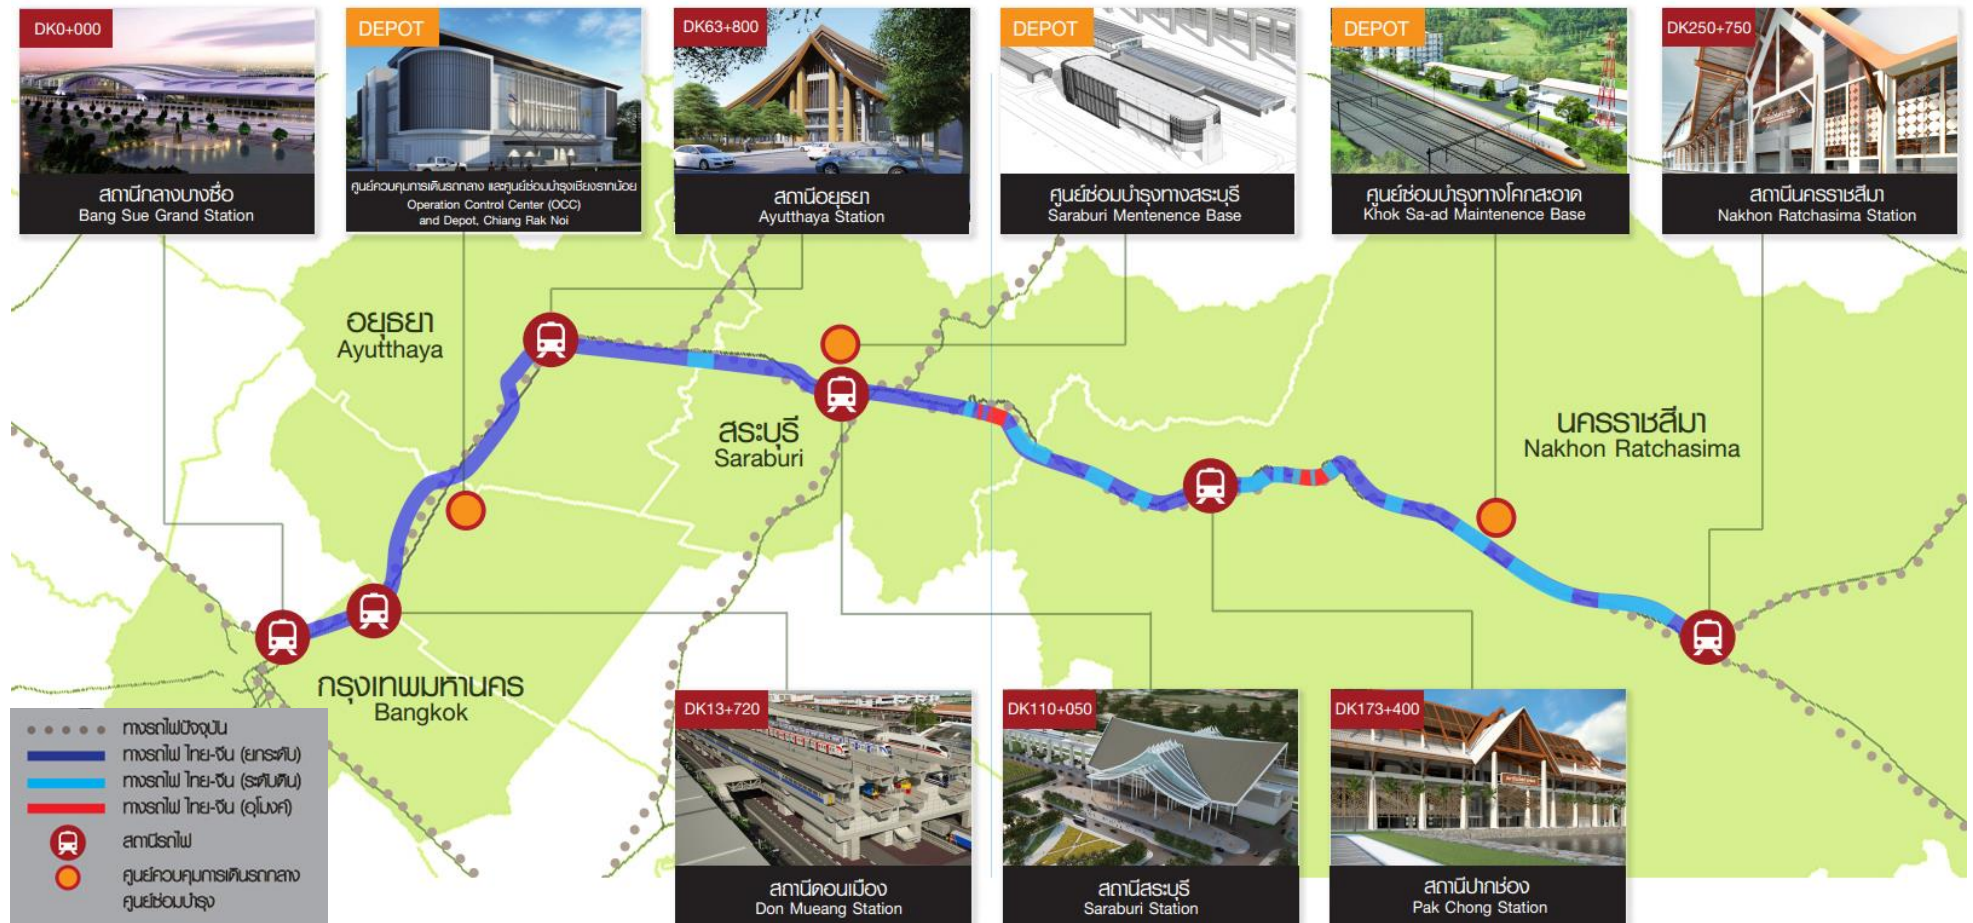 DK0+000
สถานีกลางบางซื่อ
Bang Sue Grand Station
DEPOT
ศูนย์ควบคุมการเดินรถกลาง และศูนย์ซ่อมบำรุงเชียงรากน้อย
Operation Control Center (OCC)
and Depot, Chiang Rak Noi
DK63+800
สถานีอยุธยา
Ayutthaya Station
DEPOT
ศูนย์ซ่อมบำรุงทางสระบุรี
Saraburi Mentenence Base
DEPOT
ศูนย์ซ่อมบำรุงทางโคกสะอาด
Khok Sa-ad Maintenence Base
DK250+750
สถานีนครราชสีมา
Nakhon Ratchasima Station
อยุธยา
Ayutthaya
สระบุรี
Saraburi
นครราชสีมา
Nakhon Ratchasima
กรุงเทพมหานคร
Bangkok
ทางรถไฟปัจจุบัน
ทางรถไฟ ไทย-จีน (ยกระดับ)
ทางรถไฟ ไทย-จีน (ระดับดิน)
ทางรถไฟ ไทย-จีน (อุโมงค์)
สถานีรถไฟ
ศูนย์ควบคุมการเดินรถกลาง
ศูนย์ซ่อมบำรุง
DK13+720
สถานีดอนเมือง
Don Mueang Station
DK110+050
สถานีสระบุรี
Saraburi Station
DK173+400
สถานีปากช่อง
Pak Chong Station